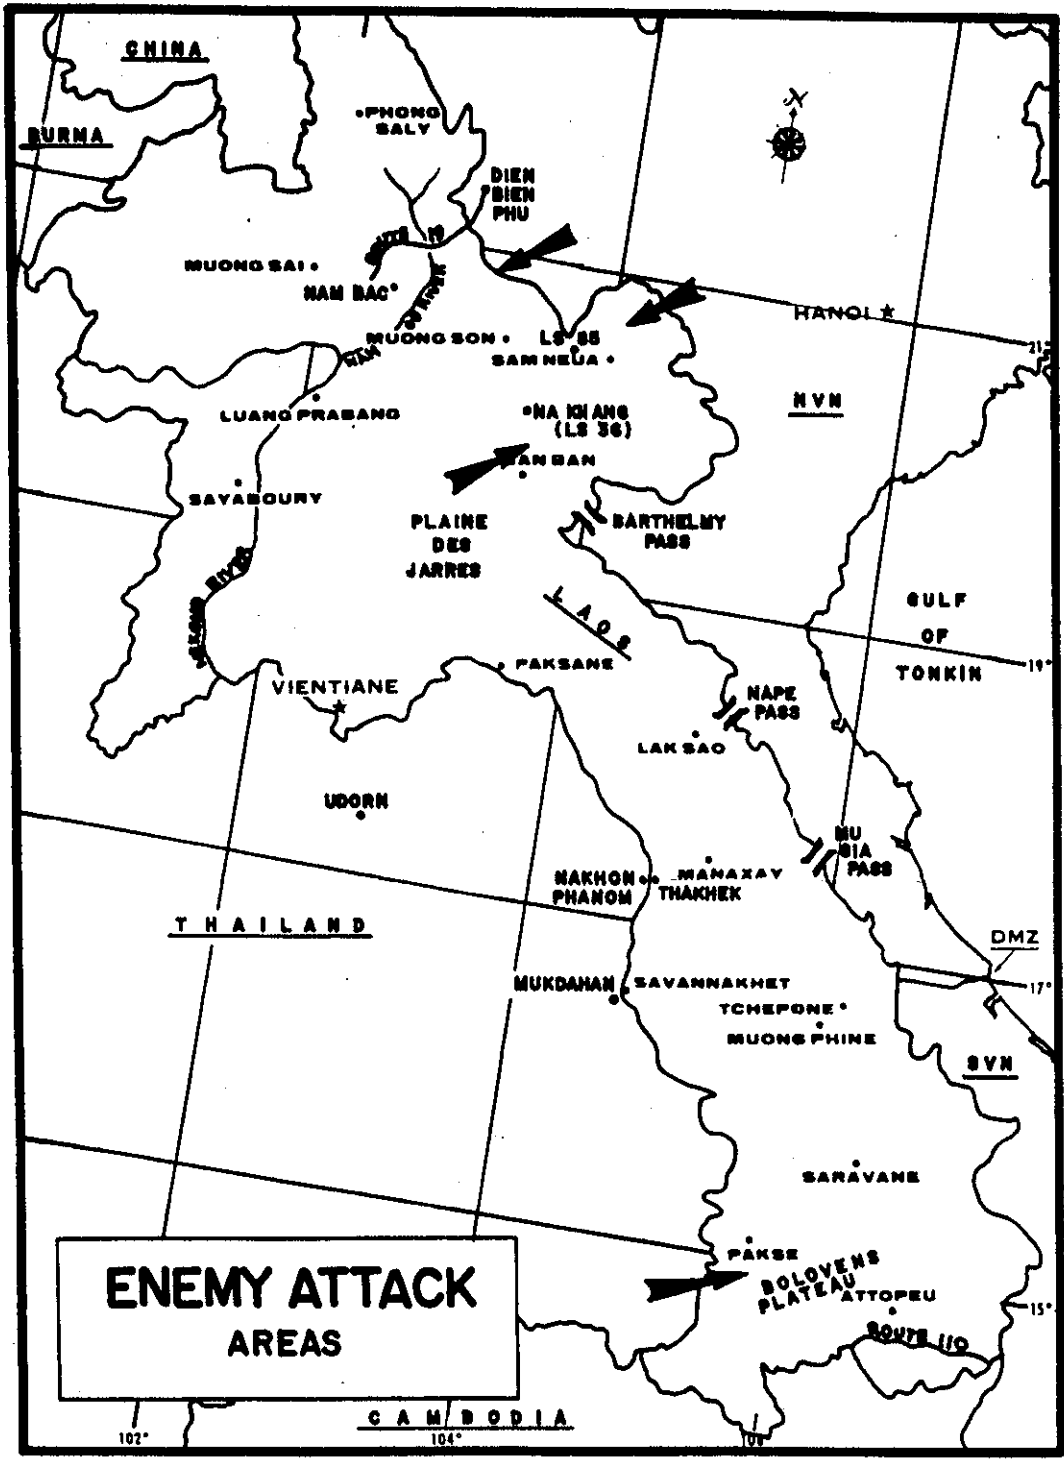 CHINA
BURMA
PHONG
SALY
DIEN
BIEN
PHU
ROUTE 19
MUONG SAI
NAM BAC
RIVER
NAM
MUONG SON
LS 85
SAM NEUA
HANOI
21°
NVN
LUANG PRABANG
NA KHANG
(LS 36)
BAN BAN
SAYABOURY
PLAINE
DES
JARRES
BARTHELMY
PASS
MEKONG RIVER
LAOS
GULF
OF
TONKIN
19°
PAKSANE
VIENTIANE
NAPE
PASS
LAK SAO
UDORN
MU
GIA
PASS
NAKHON
PHANOM
MAHAXAY
THAKHEK
THAILAND
DMZ
17°
MUKDAHAN
SAVANNAKHET
TCHEPONE
MUONG PHINE
SVN
SARAVANE
PAKSE
BOLOVENS
PLATEAU
ATTOPEU
ROUTE 110
15°
ENEMY ATTACK
AREAS
CAMBODIA
102°
104°